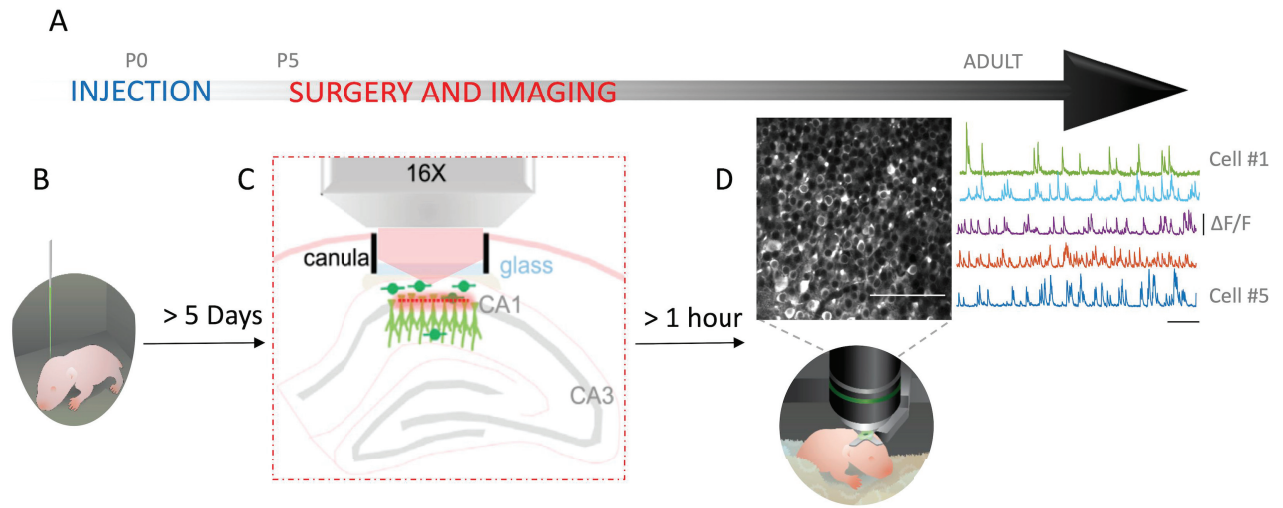 A
P0
P5
ADULT
INJECTION
SURGERY AND IMAGING
B
C
D
16X
canula
glass
CA1
CA3
> 5 Days
> 1 hour
Cell #1
ΔF/F
Cell #5